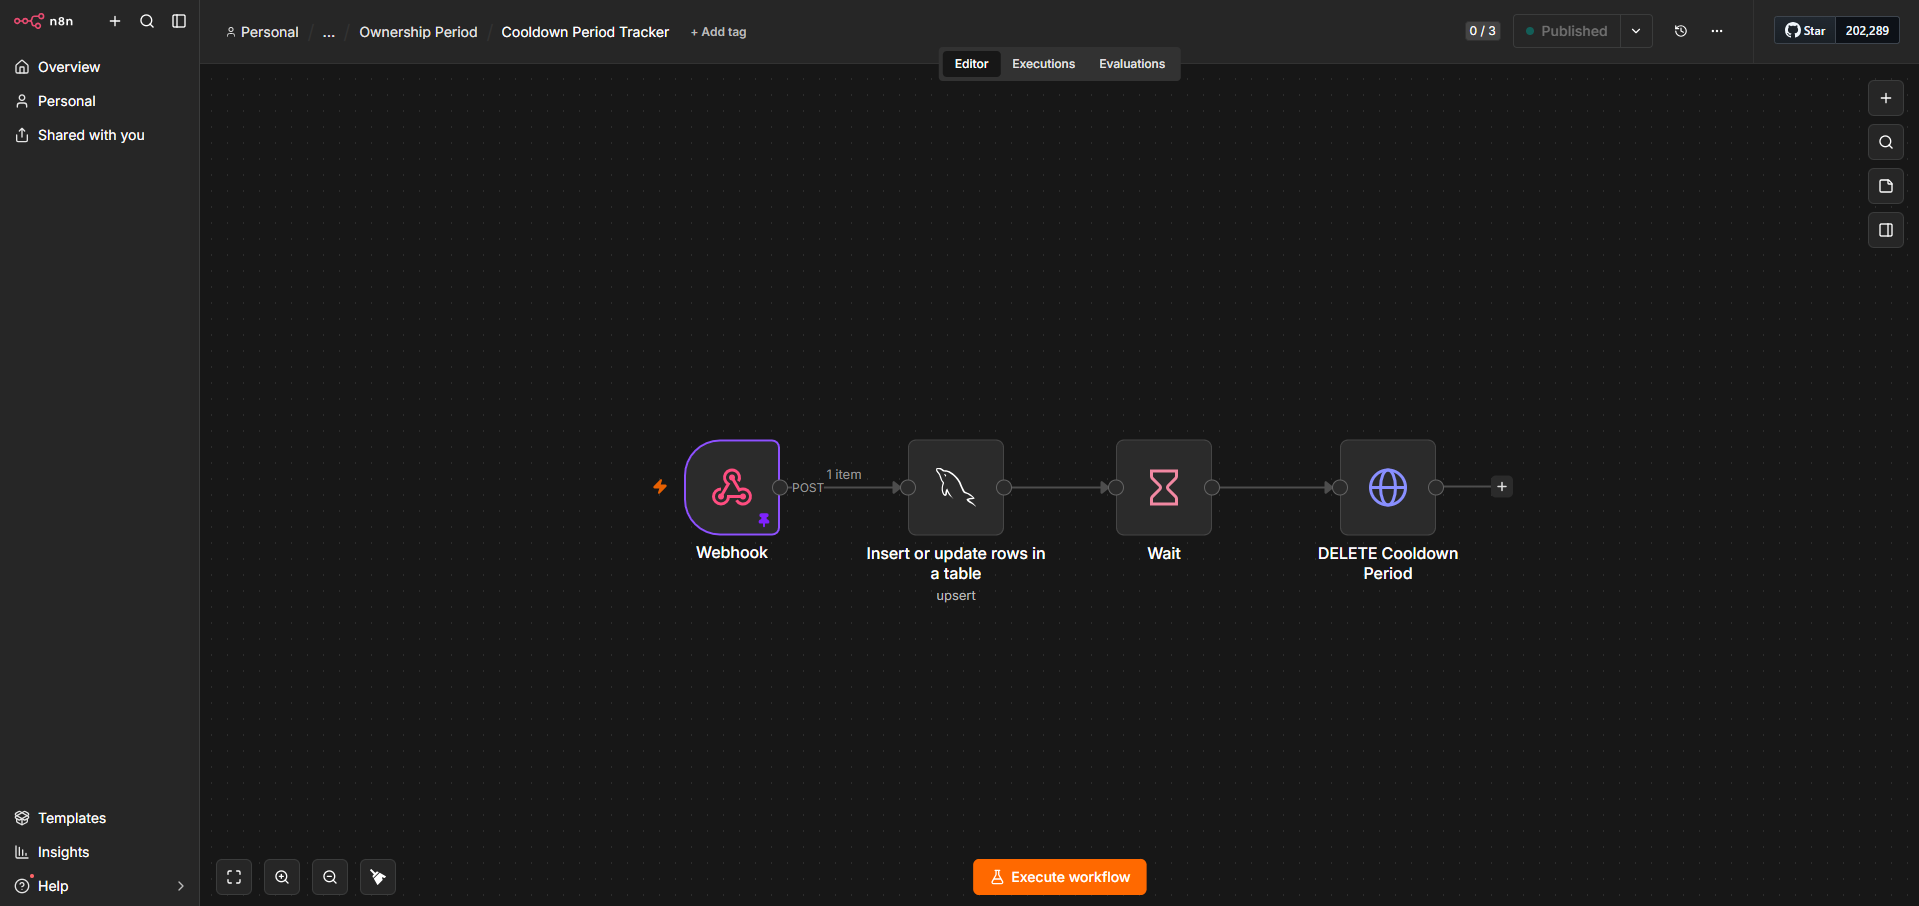 n8n
Personal
...
Ownership Period
Cooldown Period Tracker
+ Add tag
0 / 3
Published
Star
202,289
Editor
Executions
Evaluations
Overview
Personal
Shared with you
1 item
POST
Webhook
Insert or update rows in
a table
upsert
Wait
DELETE Cooldown
Period
Templates
Insights
Help
Execute workflow